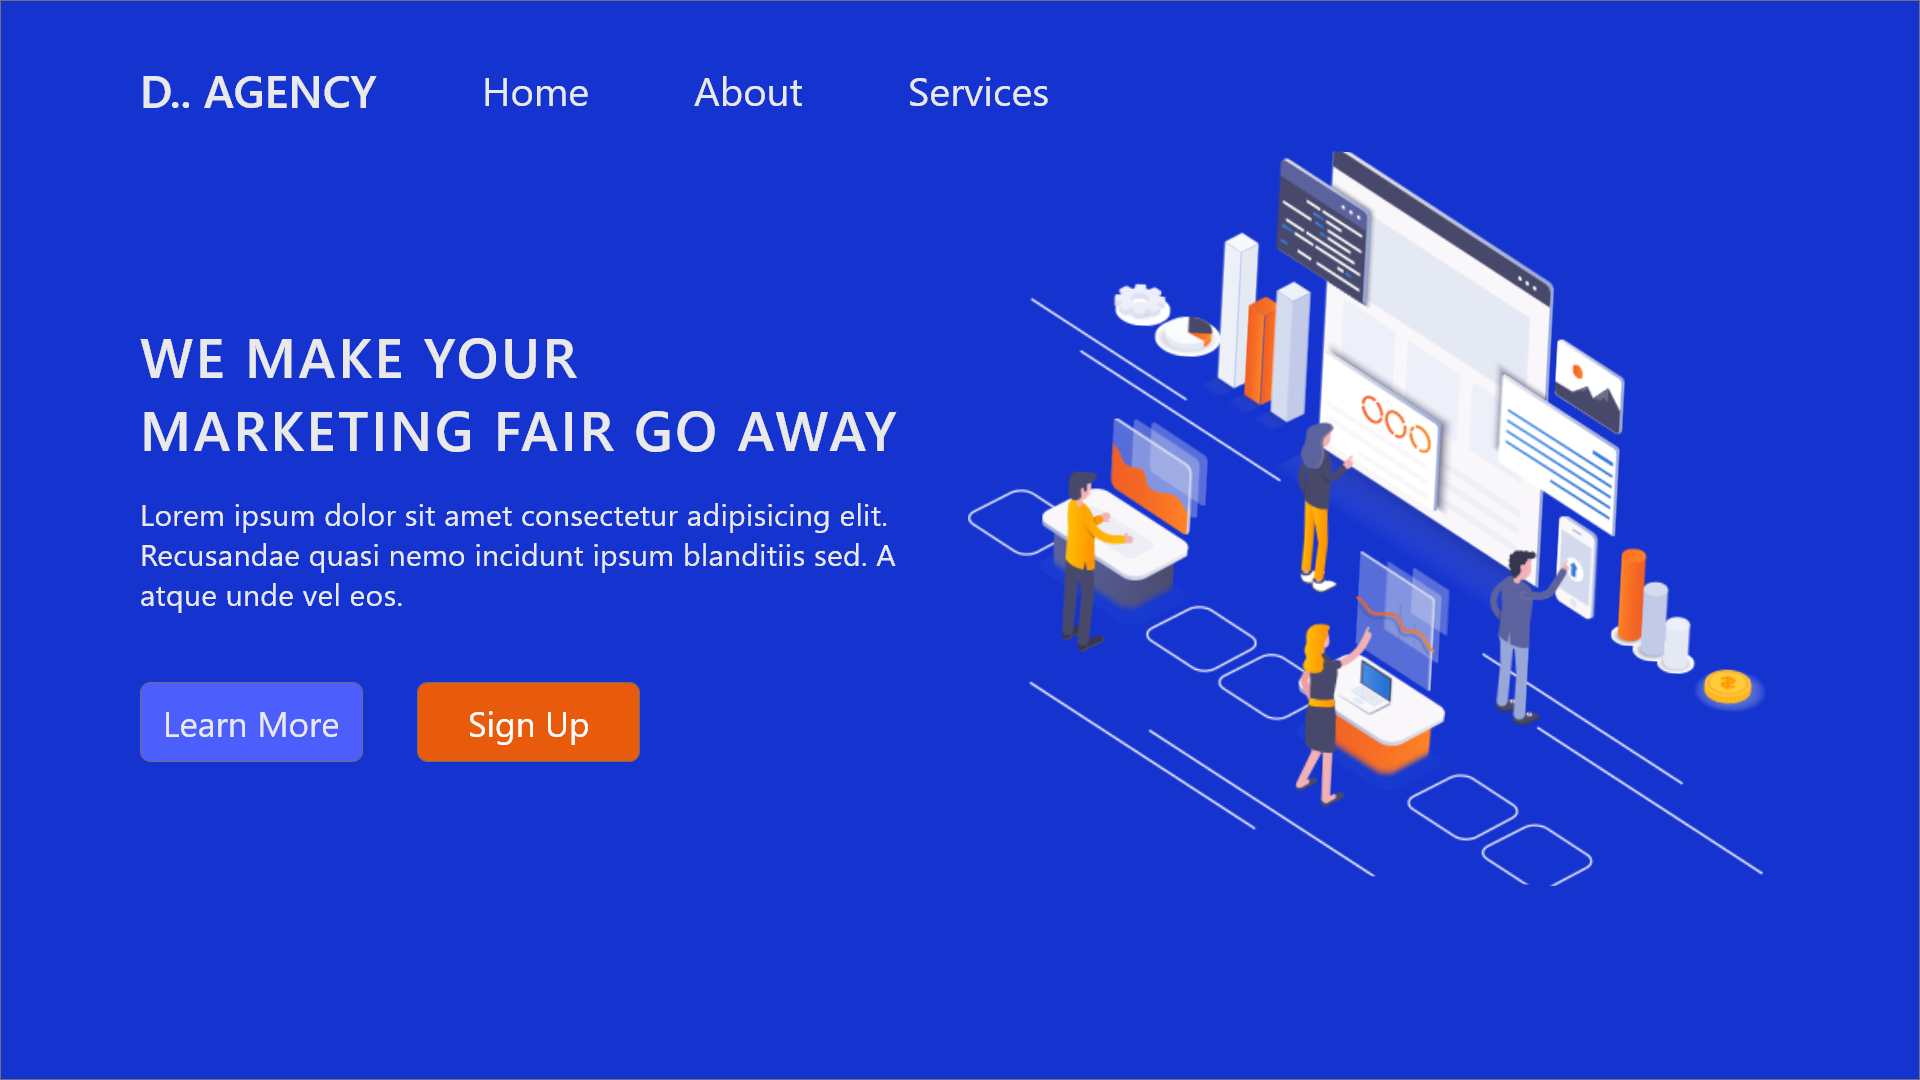 D.. AGENCY Home About Services
WE MAKE YOUR
MARKETING FAIR GO AWAY
Lorem ipsum dolor sit amet consectetur adipisicing elit.
Recusandae quasi nemo incidunt ipsum blanditiis sed. A
atque unde vel eos.
Learn More Sign Up